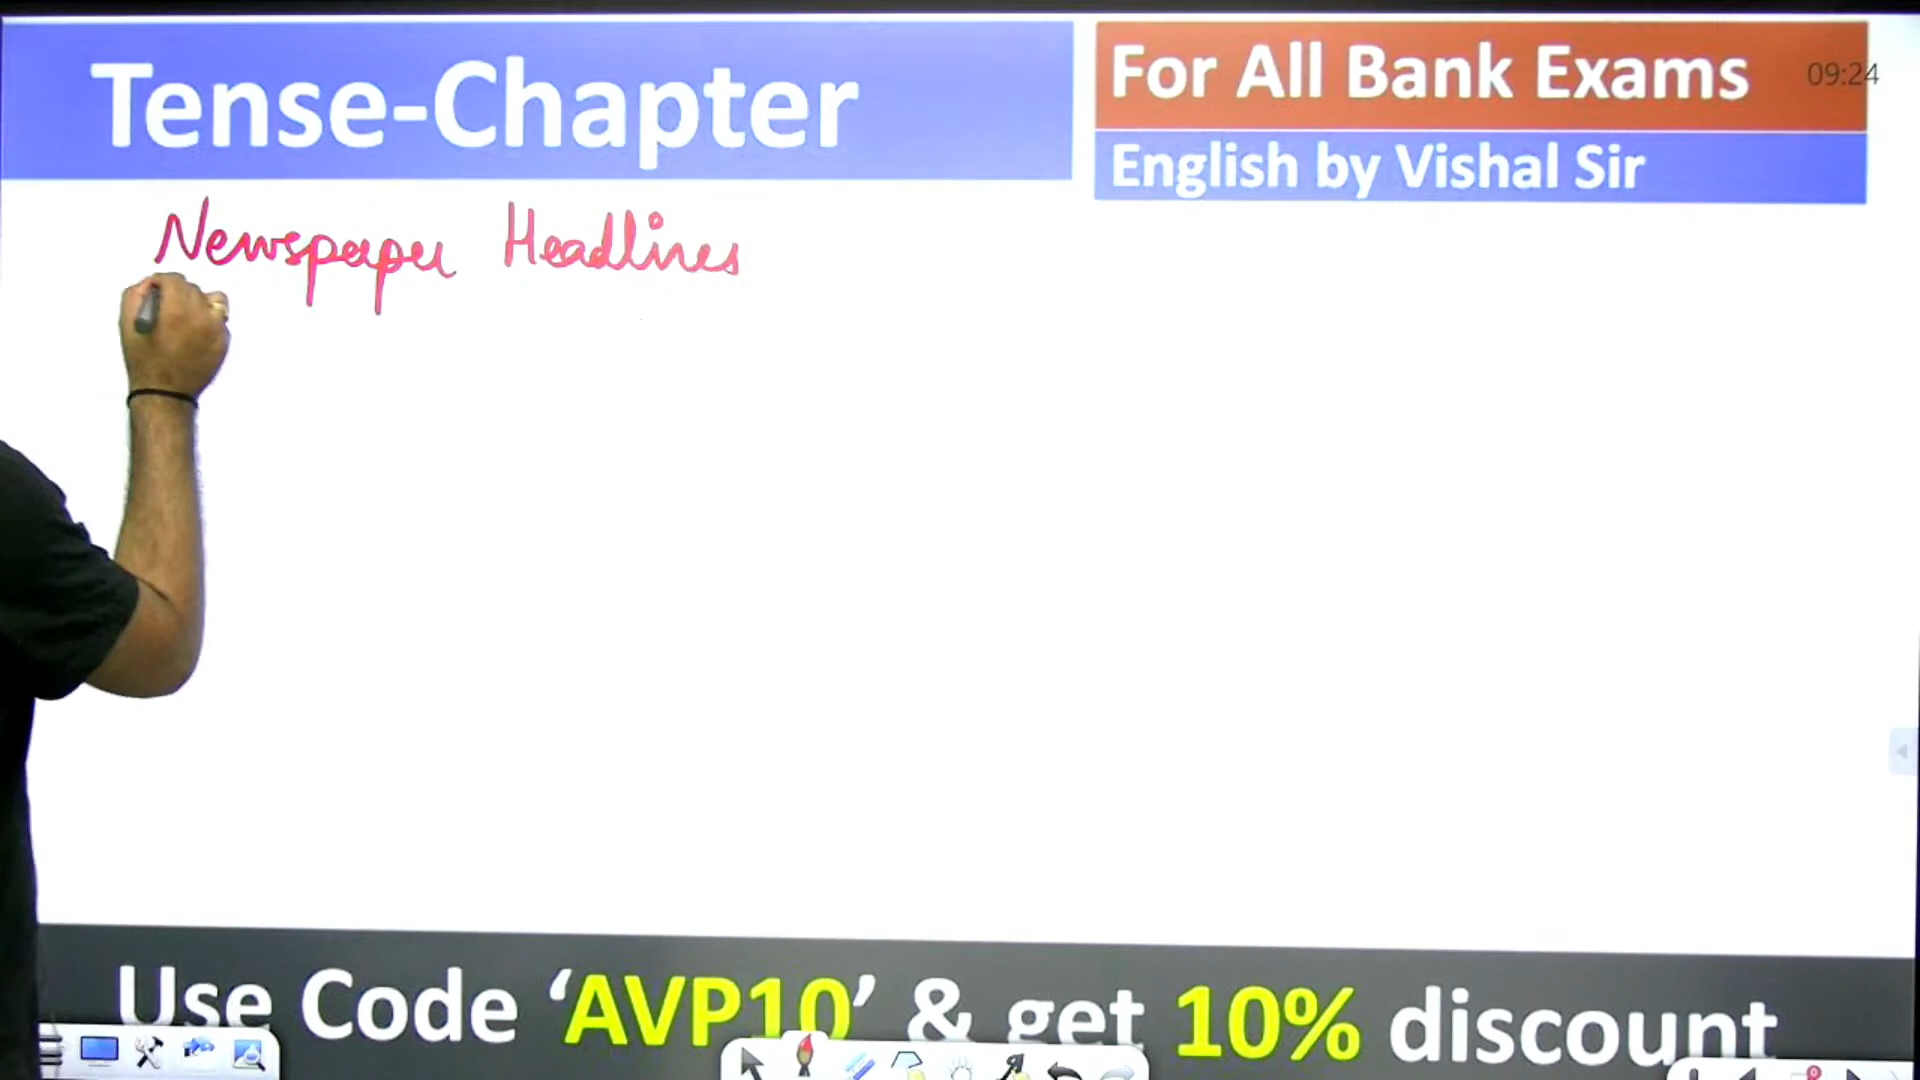 Tense-Chapter
For All Bank Exams
09:24
English by Vishal Sir
Newspaper Headlines
Use Code ‘AVP10’ & get 10% discount